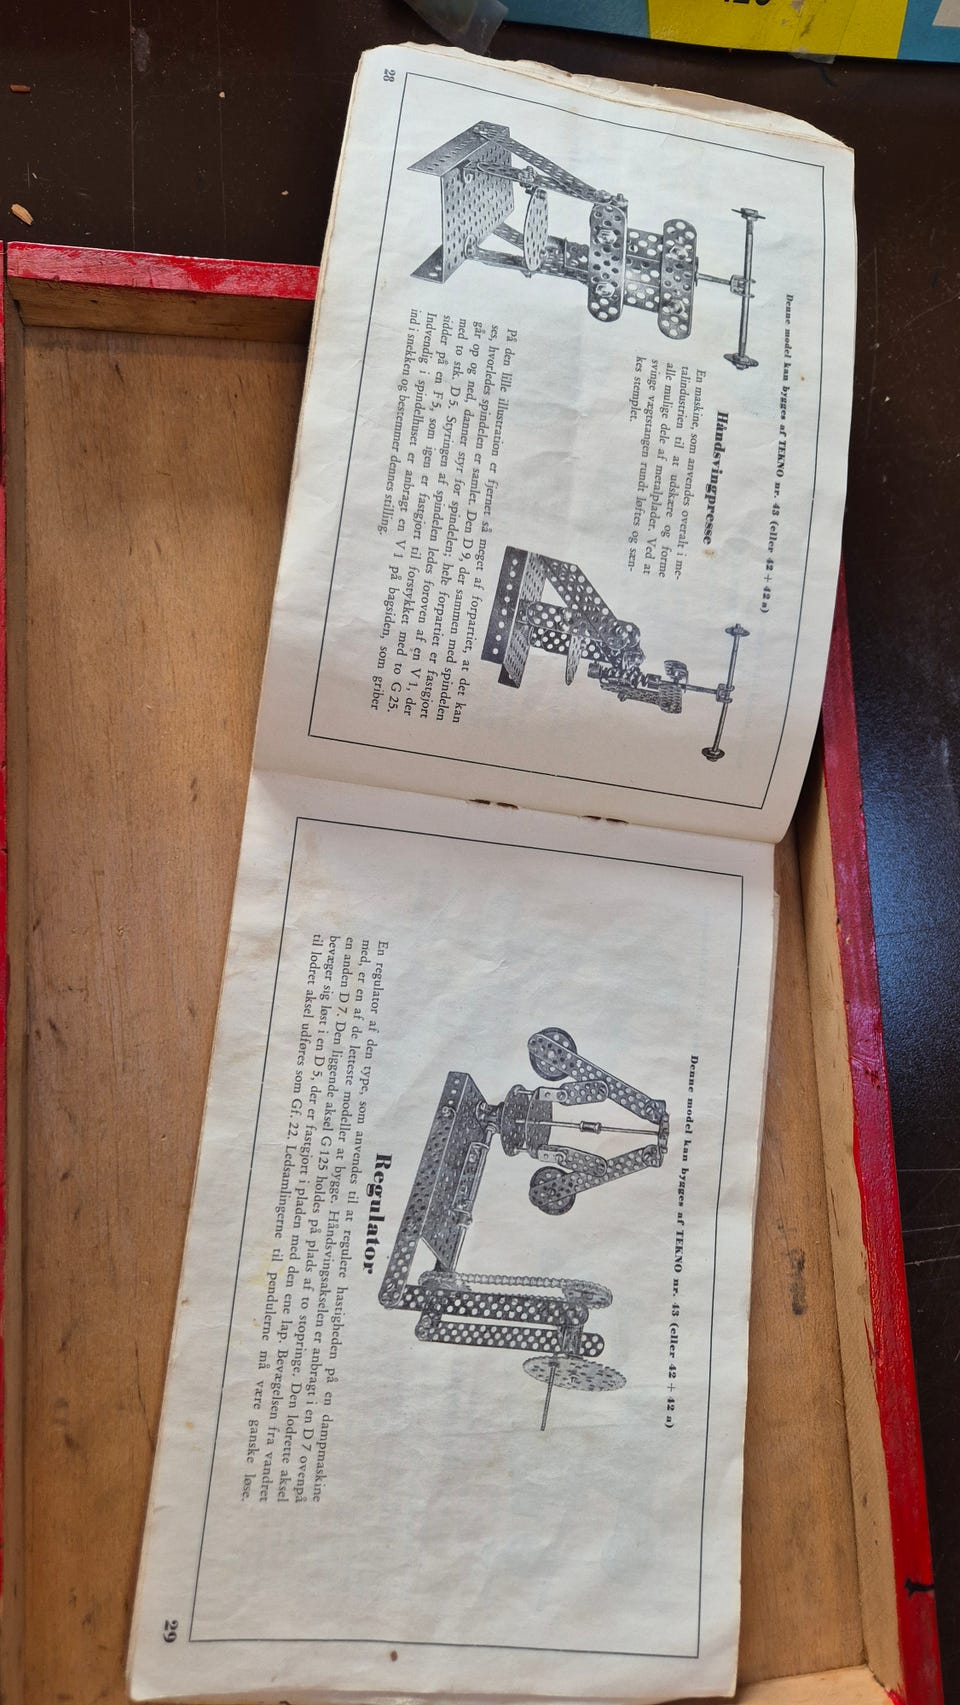 Denne model kan bygges af TEKNO nr. 43 (eller 42 + 42 a)
Håndsvingpresse
En maskine, som anvendes overalt i me-
talindustrien til at udskære og forme
alle mulige dele af metalplader. Ved at
svinge vægtstangen rundt løftes og sæn-
kes stemplet.
På den lille illustration er fjernet så meget af forpartiet, at det kan
ses, hvorledes spindelen er samlet. Den D 9, der sammen med spindelen
går op og ned, danner styr for spindelen; hele forpartiet er fastgjort
med to stk. D 5. Styringen af spindelen ledes foroven af en V 1, der
sidder på en F 5, som igen er fastgjort til forstykket med to G 25.
Indvendig i spindelhuset er anbragt en V 1 på bagsiden, som griber
ind i snekken og bestemmer dennes stilling.
28
Denne model kan bygges af TEKNO nr. 43 (eller 42 + 42 a)
Regulator
En regulator af den type, som anvendes til at regulere hastigheden på en dampmaskine
med, er en af de letteste modeller at bygge. Håndsvingsakselen er anbragt i en D 7 ovenpå
en anden D 7. Den liggende aksel G 125 holdes på plads af to stopringe. Den lodrette aksel
bevæger sig løst i en D 5, der er fastgjort i pladen med den ene lap. Bevægelsen fra vandret
til lodret aksel udføres som Gf. 22. Ledsamlingerne til pendulerne må være ganske løse.
29